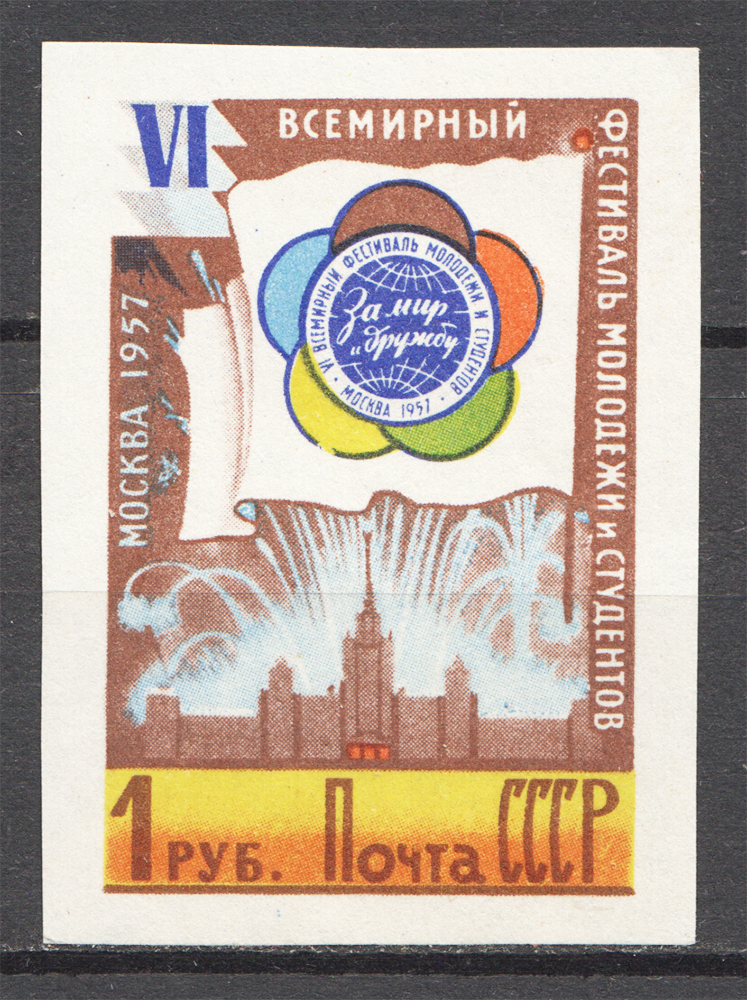 VI
ВСЕМИРНЫЙ
ФЕСТИВАЛЬ МОЛОДЕЖИ И СТУДЕНТОВ
МОСКВА 1957
VI ВСЕМИРНЫЙ ФЕСТИВАЛЬ МОЛОДЕЖИ И СТУДЕНТОВ
За мир
и дружбу
МОСКВА 1957
1 РУБ. Почта СССР